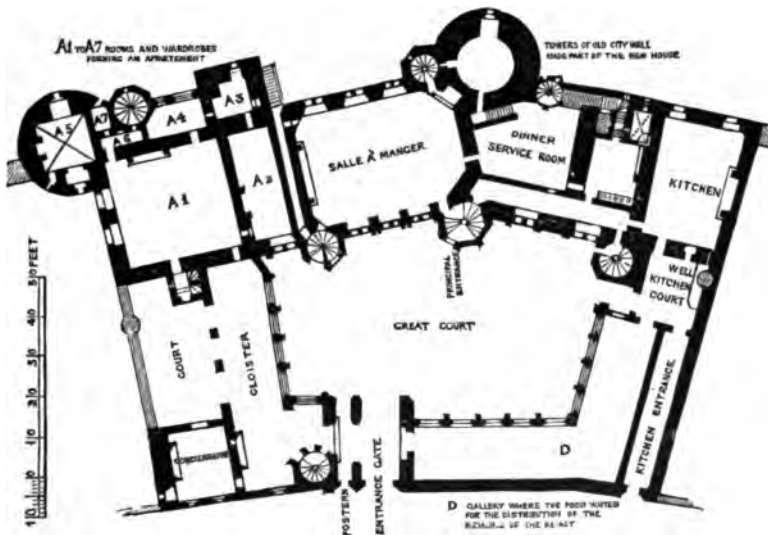 A1 TO A7 ROOMS AND WARDROBES
FORMING AN APPARTEMENT
TOWERS OF OLD CITY WALL
MADE PART OF THE NEW HOUSE
A5
A7
A6
A4
A3
A1
A2
SALLE À MANGER
DINNER
SERVICE ROOM
KITCHEN
PRINCIPAL
ENTRANCE
WELL
KITCHEN
COURT
GREAT COURT
COURT
CLOISTER
KITCHEN ENTRANCE
D
POSTERN
ENTRANCE GATE
50 FEET
40
30
20
10
0
10
D GALLERY WHERE THE POOR WAITED
FOR THE DISTRIBUTION OF THE
REMAINS OF THE FEAST